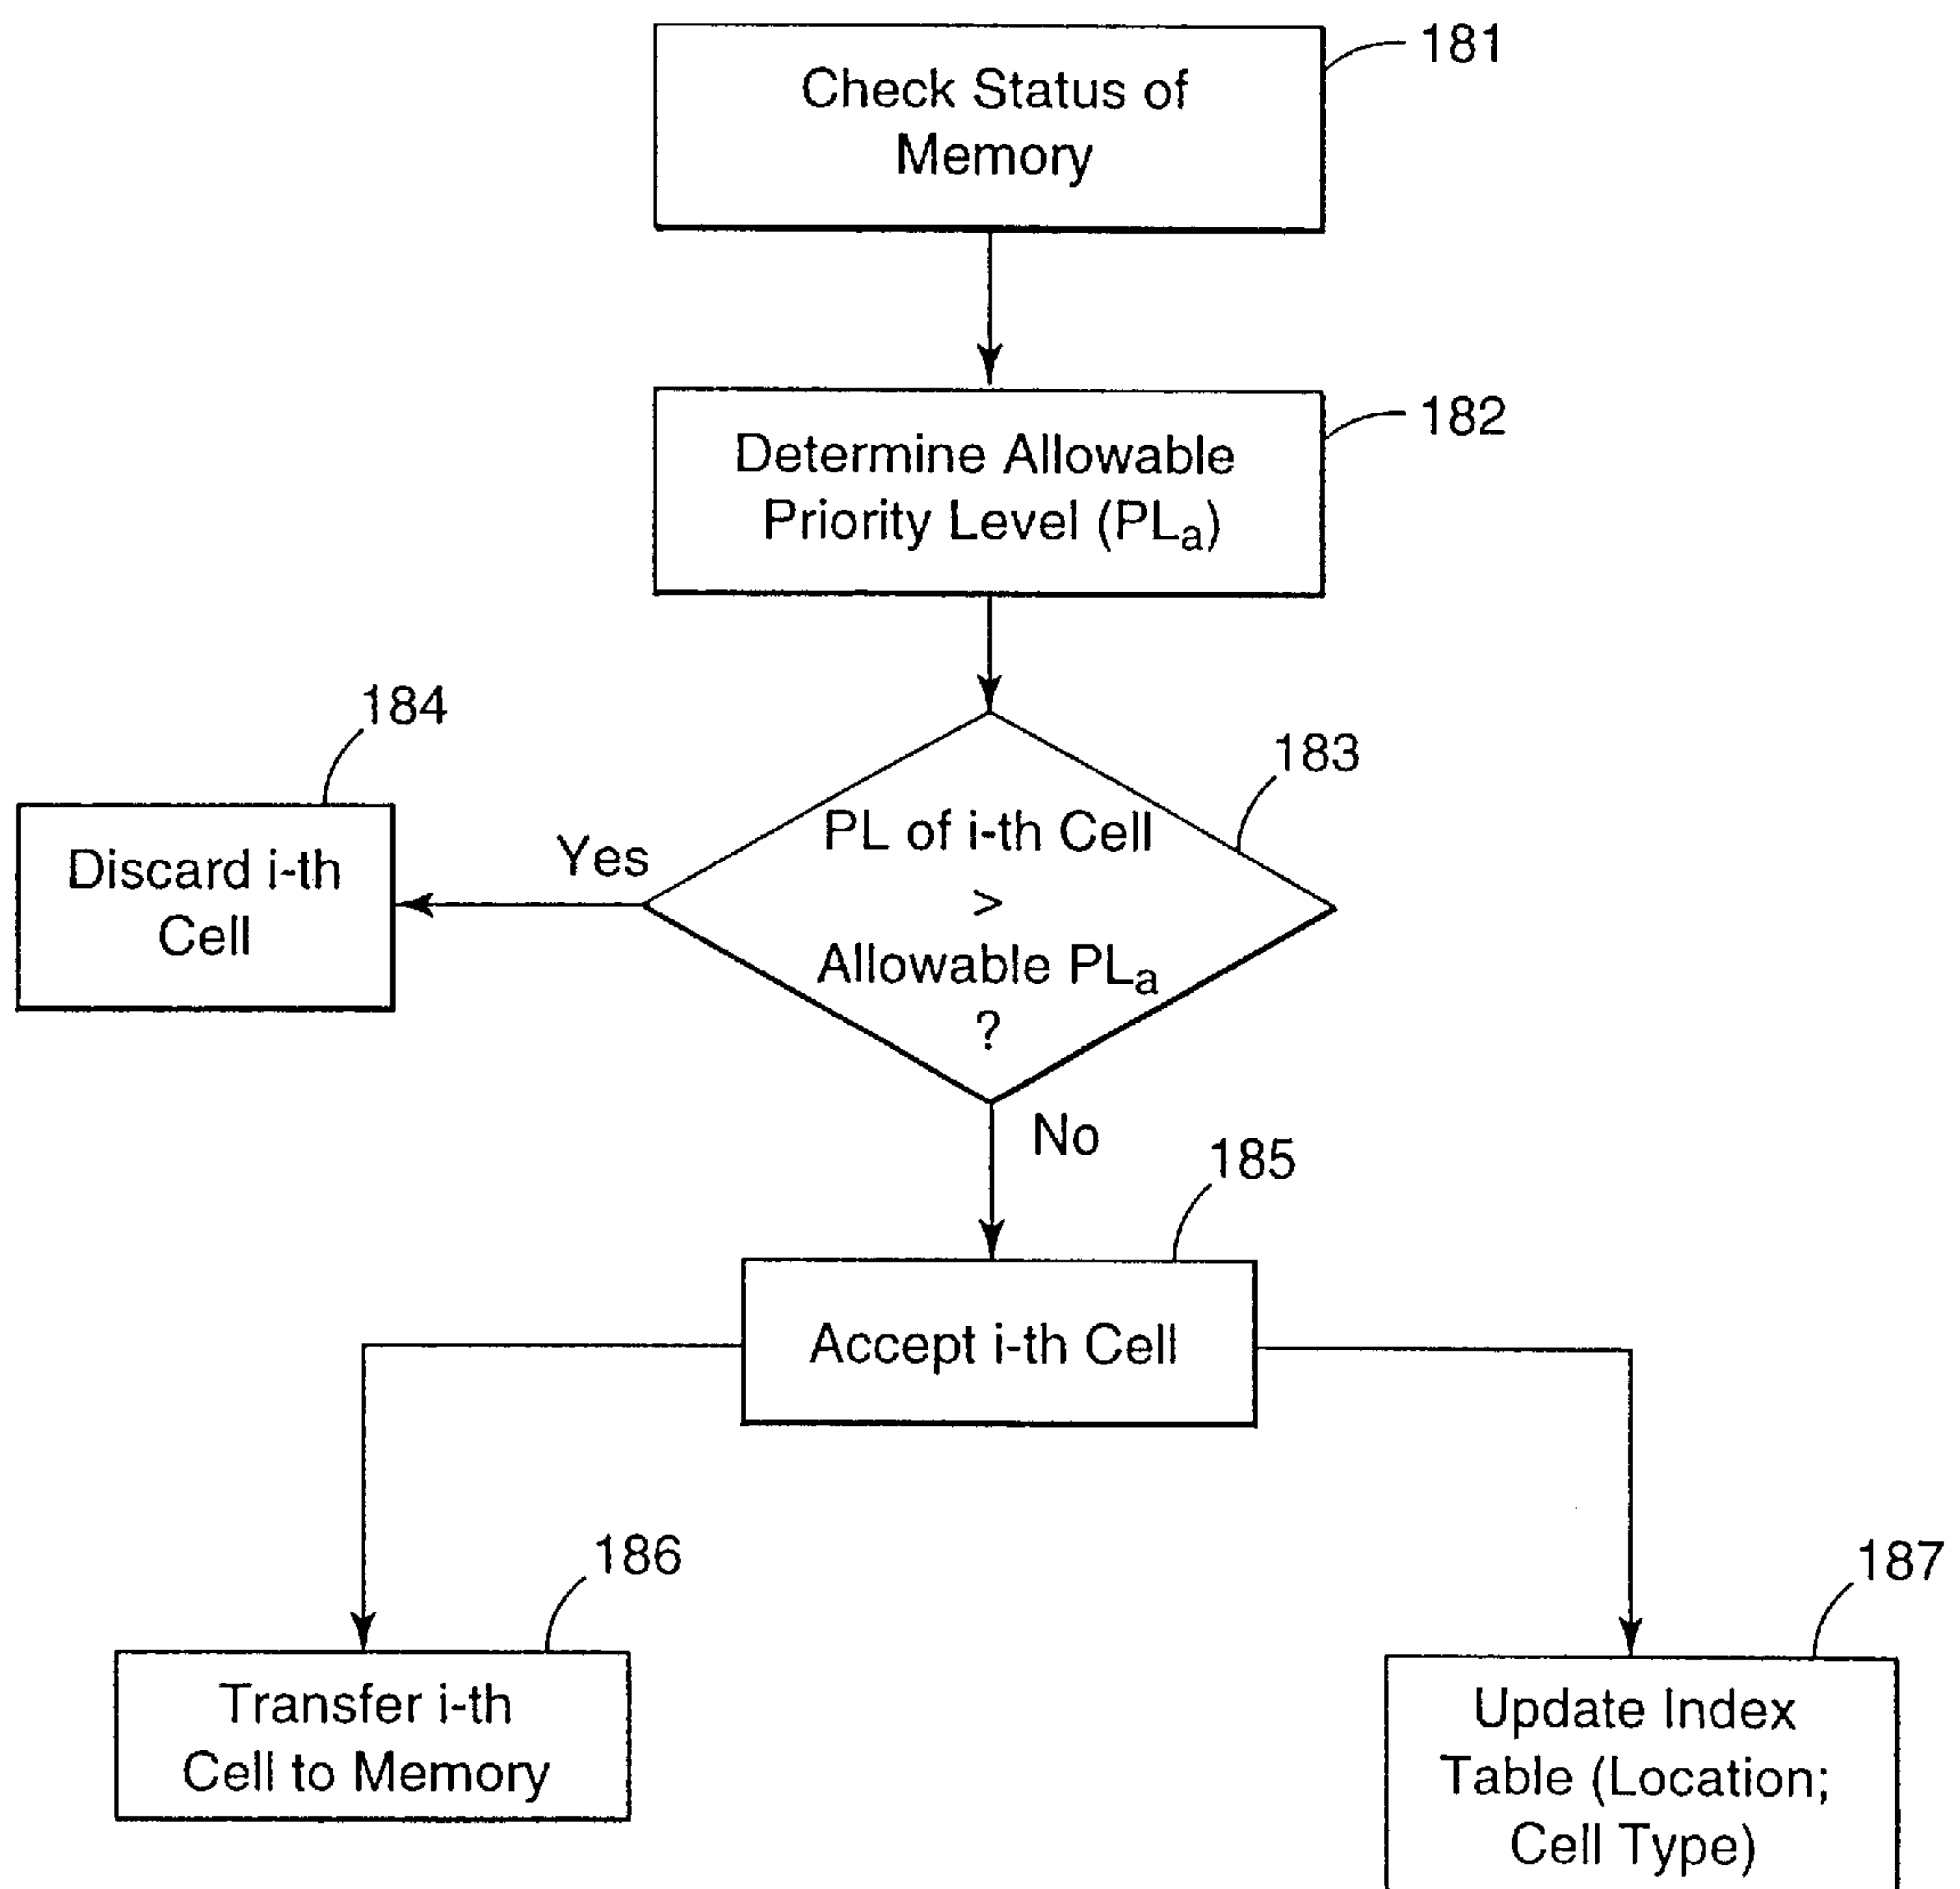 181
Check Status of
Memory
182
Determine Allowable
Priority Level (PLa)
184
183
Discard i-th
Cell
Yes
PL of i-th Cell
>
Allowable PLa
?
No
185
Accept i-th Cell
186
187
Transfer i-th
Cell to Memory
Update Index
Table (Location;
Cell Type)